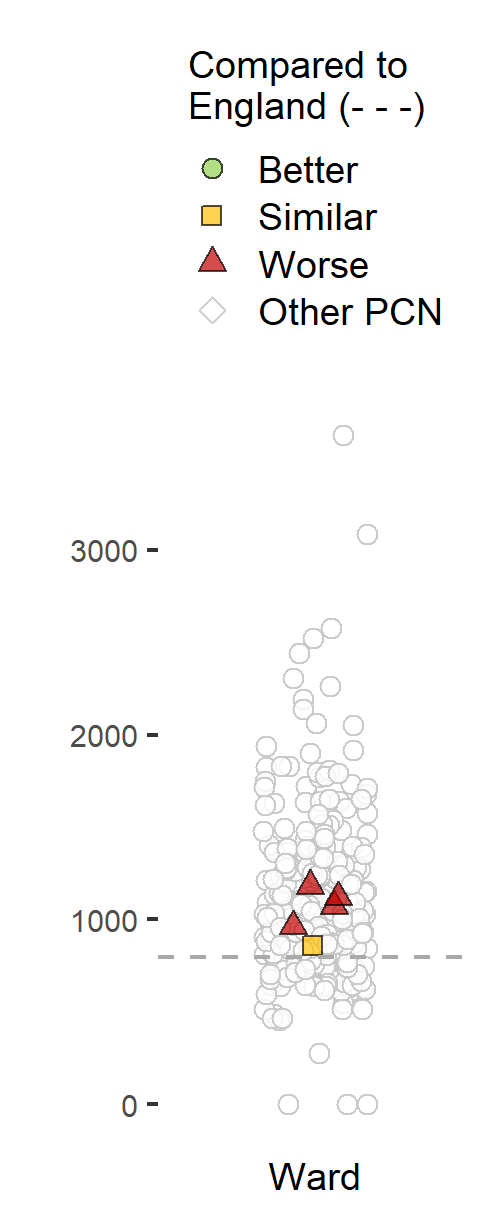 Compared to
England (- - -)
Better
Similar
Worse
Other PCN
3000
2000
1000
0
Ward